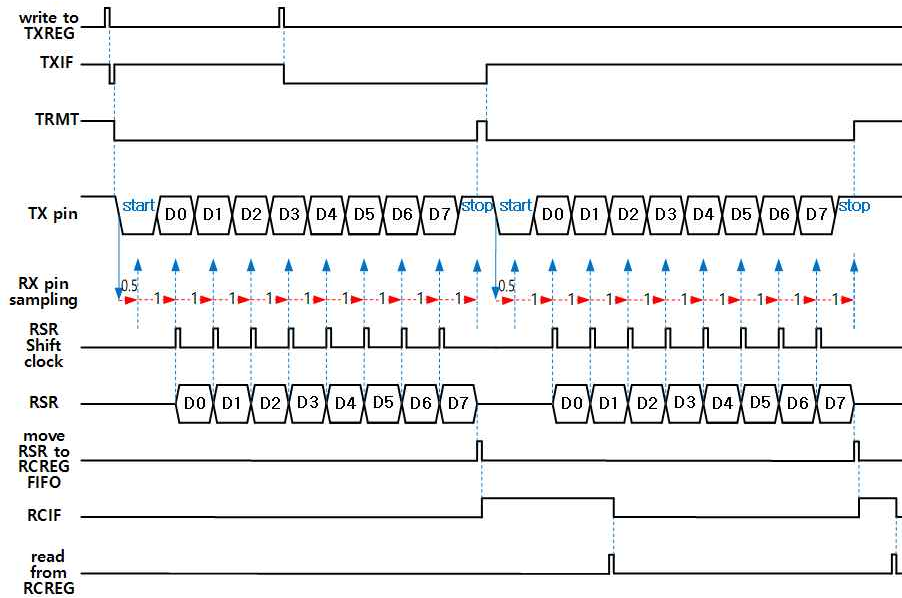 write to
TXREG
TXIF
TRMT
TX pin
start D0 D1 D2 D3 D4 D5 D6 D7 stop start D0 D1 D2 D3 D4 D5 D6 D7 stop
RX pin
sampling
0.5 1 1 1 1 1 1 1 1 1 0.5 1 1 1 1 1 1 1 1 1
RSR
Shift
clock
RSR
D0 D1 D2 D3 D4 D5 D6 D7 D0 D1 D2 D3 D4 D5 D6 D7
move
RSR to
RCREG
FIFO
RCIF
read
from
RCREG